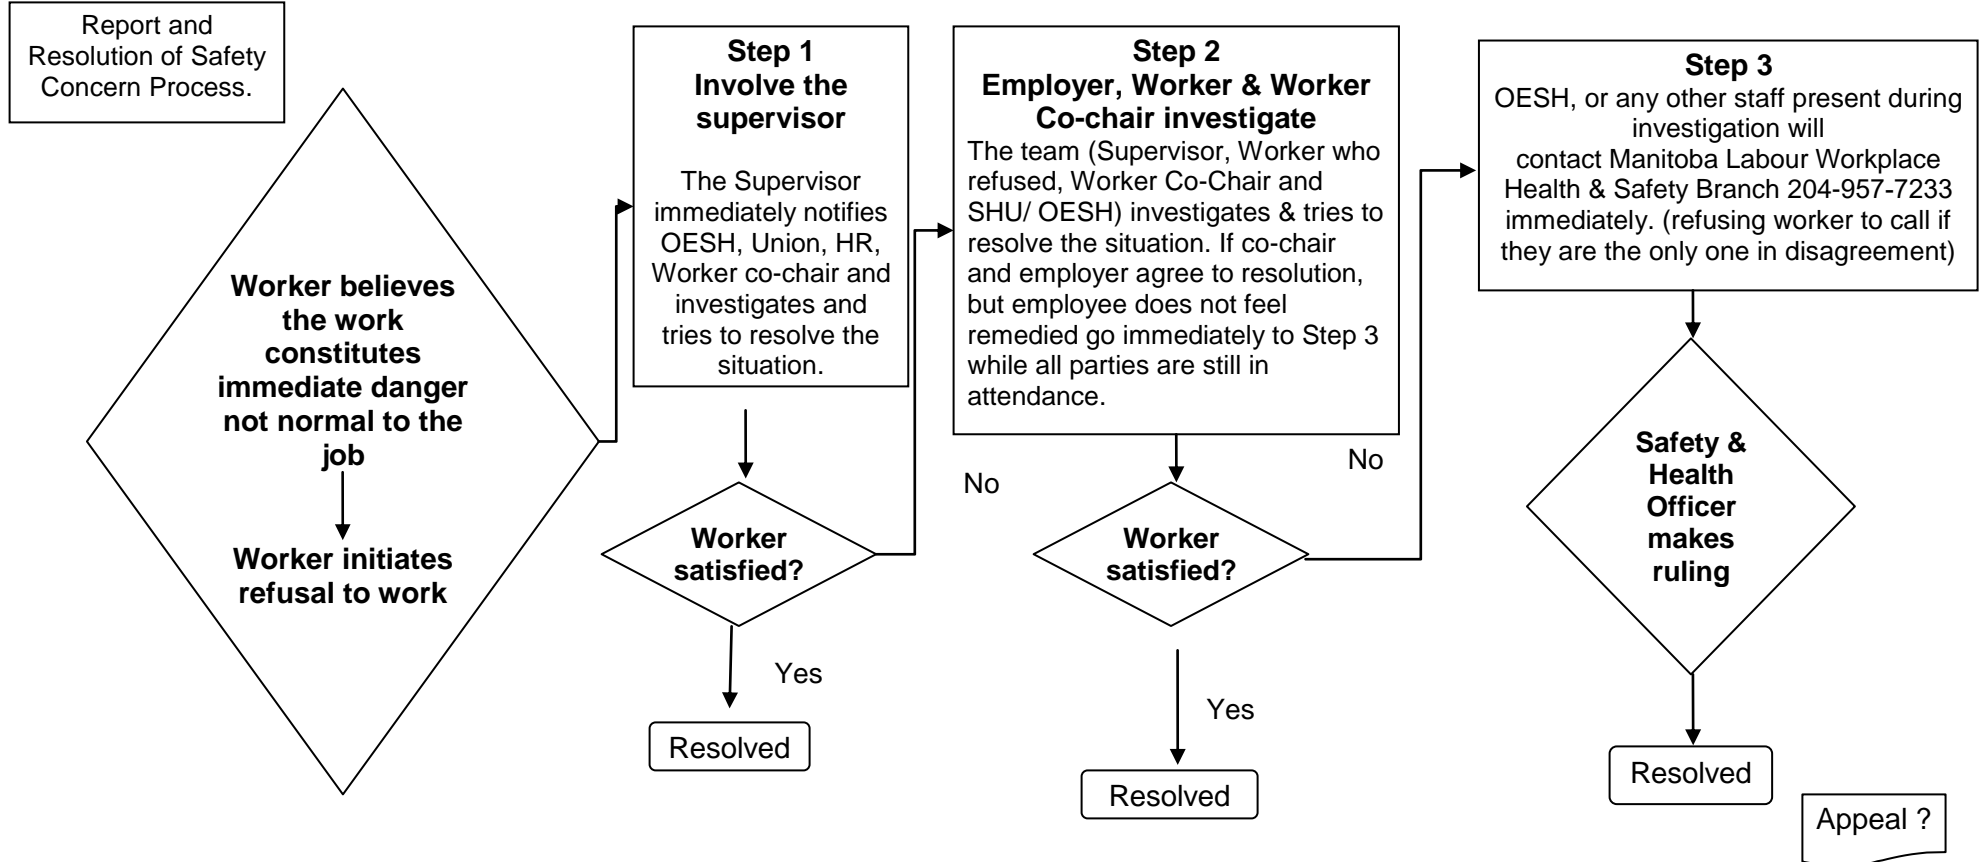 Report and
Resolution of Safety
Concern Process.
Worker believes
the work
constitutes
immediate danger
not normal to the
job
Worker initiates
refusal to work
Step 1
Involve the
supervisor
The Supervisor
immediately notifies
OESH, Union, HR,
Worker co-chair and
investigates and
tries to resolve the
situation.
Worker
satisfied?
No
Yes
Resolved
Step 2
Employer, Worker & Worker
Co-chair investigate
The team (Supervisor, Worker who
refused, Worker Co-Chair and
SHU/ OESH) investigates & tries to
resolve the situation. If co-chair
and employer agree to resolution,
but employee does not feel
remedied go immediately to Step 3
while all parties are still in
attendance.
Worker
satisfied?
No
Yes
Resolved
Step 3
OESH, or any other staff present during
investigation will
contact Manitoba Labour Workplace
Health & Safety Branch 204-957-7233
immediately. (refusing worker to call if
they are the only one in disagreement)
Safety &
Health
Officer
makes
ruling
Resolved
Appeal ?